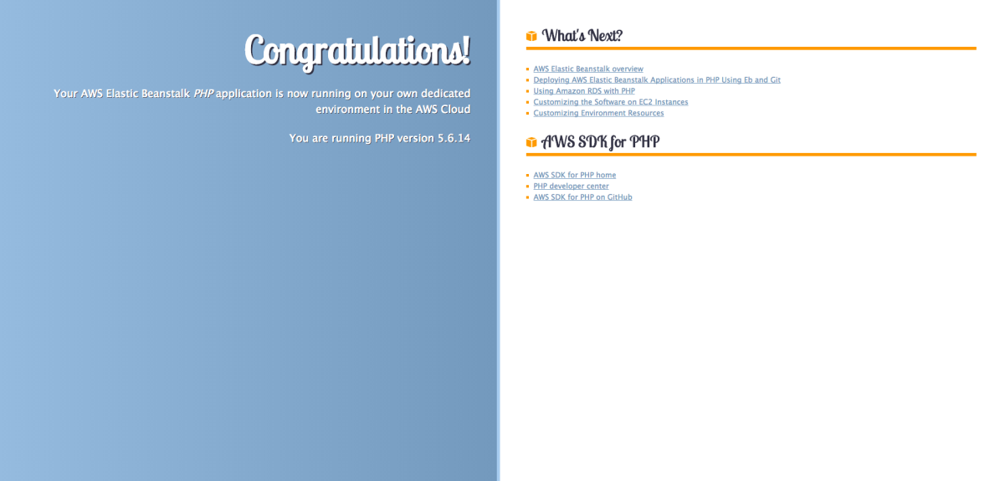 Congratulations!
Your AWS Elastic Beanstalk PHP application is now running on your own dedicated
environment in the AWS Cloud
You are running PHP version 5.6.14
What's Next?
AWS Elastic Beanstalk overview
Deploying AWS Elastic Beanstalk Applications in PHP Using Eb and Git
Using Amazon RDS with PHP
Customizing the Software on EC2 Instances
Customizing Environment Resources
AWS SDK for PHP
AWS SDK for PHP home
PHP developer center
AWS SDK for PHP on GitHub